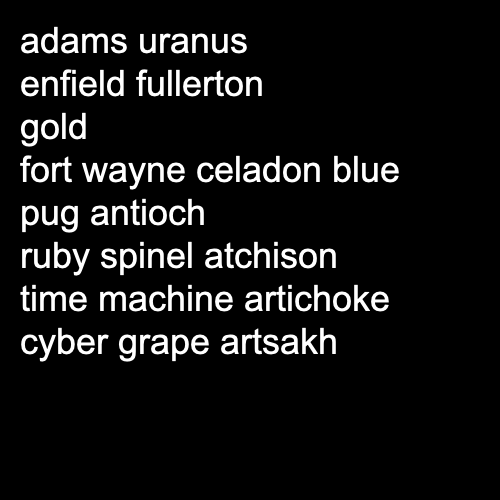 adams uranus
enfield fullerton
gold
fort wayne celadon blue
pug antioch
ruby spinel atchison
time machine artichoke
cyber grape artsakh